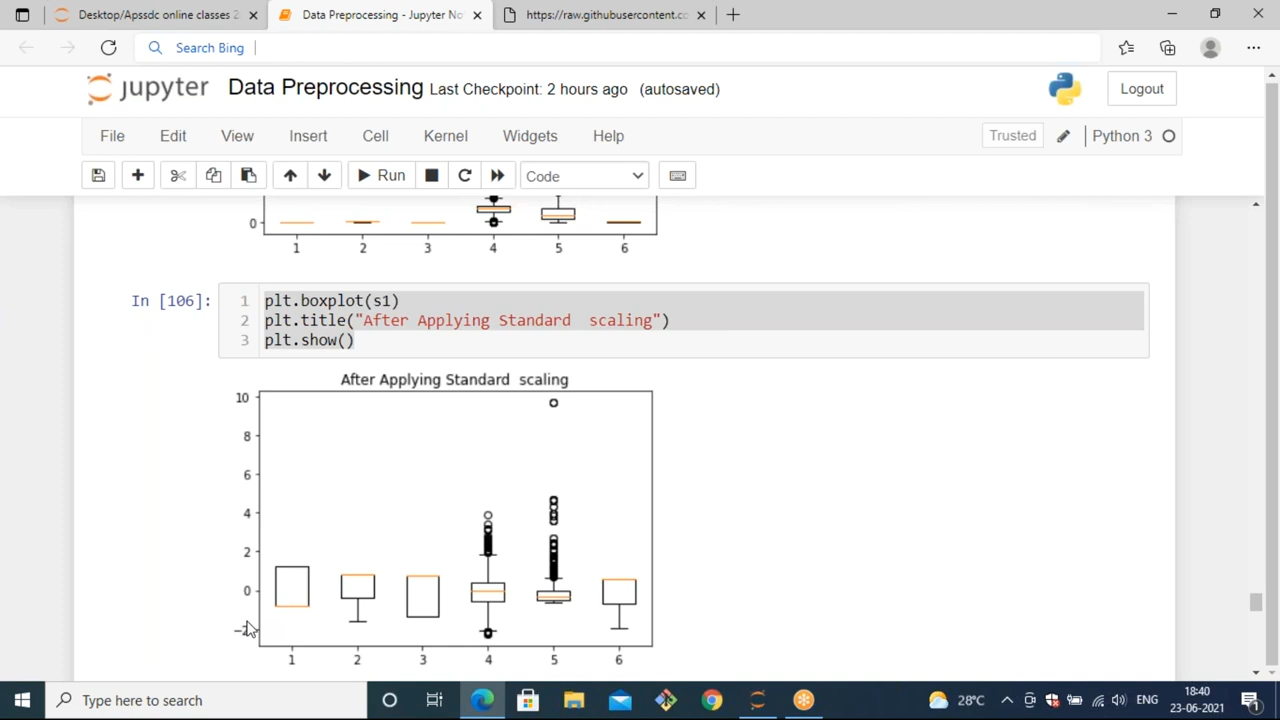 Desktop/Apssdc online classes 2
Data Preprocessing - Jupyter No
https://raw.githubusercontent.co
Search Bing
jupyter
Data Preprocessing Last Checkpoint: 2 hours ago (autosaved)
Logout
File Edit View Insert Cell Kernel Widgets Help
Trusted
Python 3
Run
Code
0
1 2 3 4 5 6
In [106]:
1 plt.boxplot(s1)
2 plt.title("After Applying Standard  scaling")
3 plt.show()
After Applying Standard  scaling
10
8
6
4
2
0
−2
1 2 3 4 5 6
Type here to search
28°C
ENG
18:40
23-06-2021
1